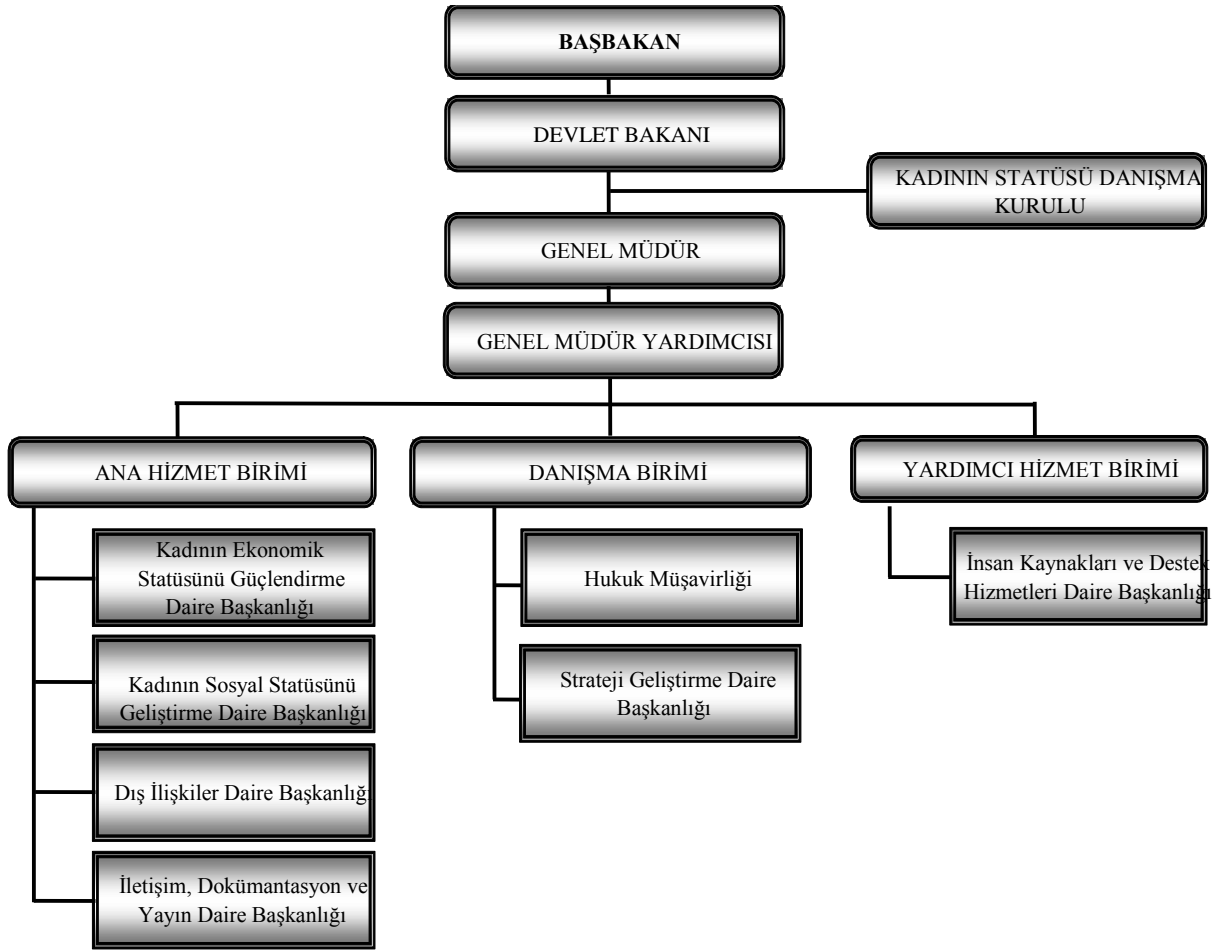 BAŞBAKAN
DEVLET BAKANI
KADININ STATÜSÜ DANIŞMA
KURULU
GENEL MÜDÜR
GENEL MÜDÜR YARDIMCISI
ANA HİZMET BİRİMİ
Kadının Ekonomik
Statüsünü Güçlendirme
Daire Başkanlığı
Kadının Sosyal Statüsünü
Geliştirme Daire Başkanlığı
Dış İlişkiler Daire Başkanlığı
İletişim, Dokümantasyon ve
Yayın Daire Başkanlığı
DANIŞMA BİRİMİ
Hukuk Müşavirliği
Strateji Geliştirme Daire
Başkanlığı
YARDIMCI HİZMET BİRİMİ
İnsan Kaynakları ve Destek
Hizmetleri Daire Başkanlığı